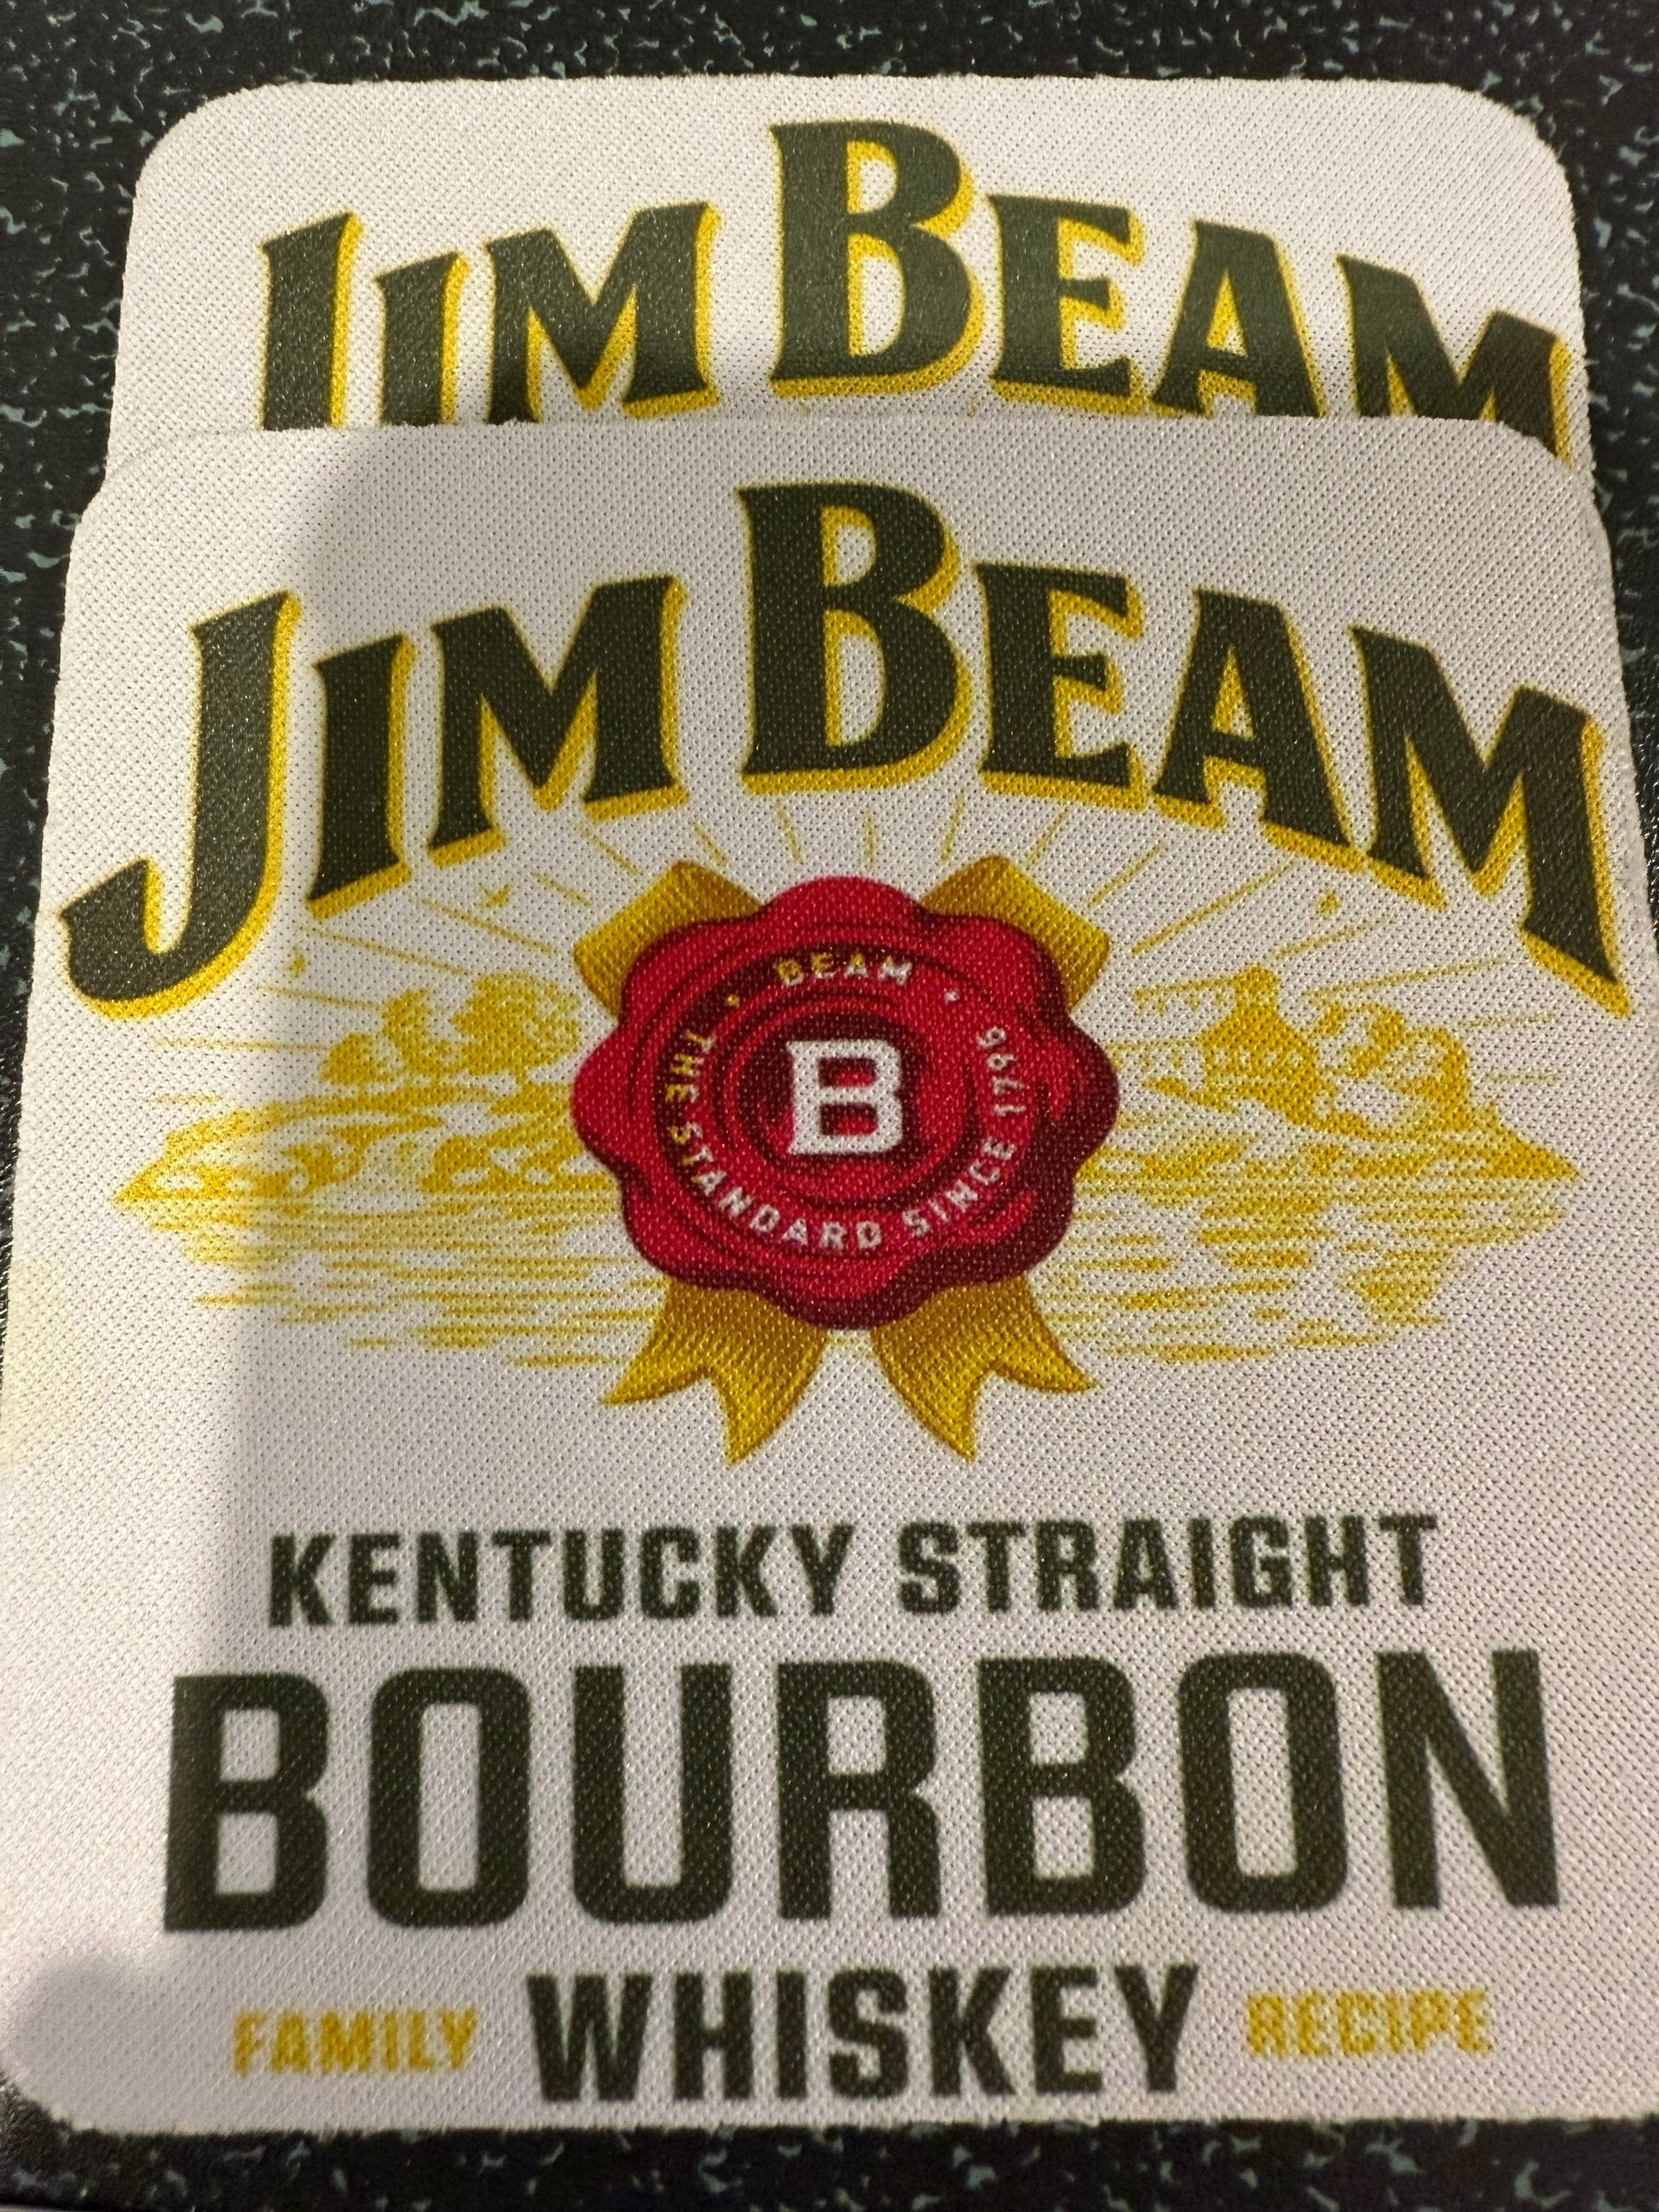 JIM BEAM
JIM BEAM
BEAM
THE STANDARD SINCE 1795
B
KENTUCKY STRAIGHT
BOURBON
FAMILY WHISKEY RECIPE